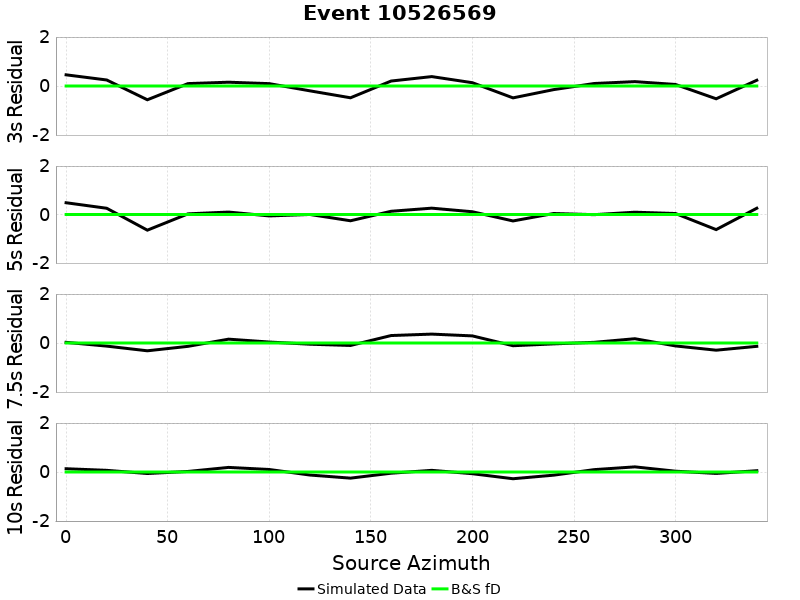 Event 10526569
3s Residual
2
0
-2
5s Residual
2
0
-2
7.5s Residual
2
0
-2
10s Residual
2
0
-2
0 50 100 150 200 250 300
Source Azimuth
Simulated Data B&S fD